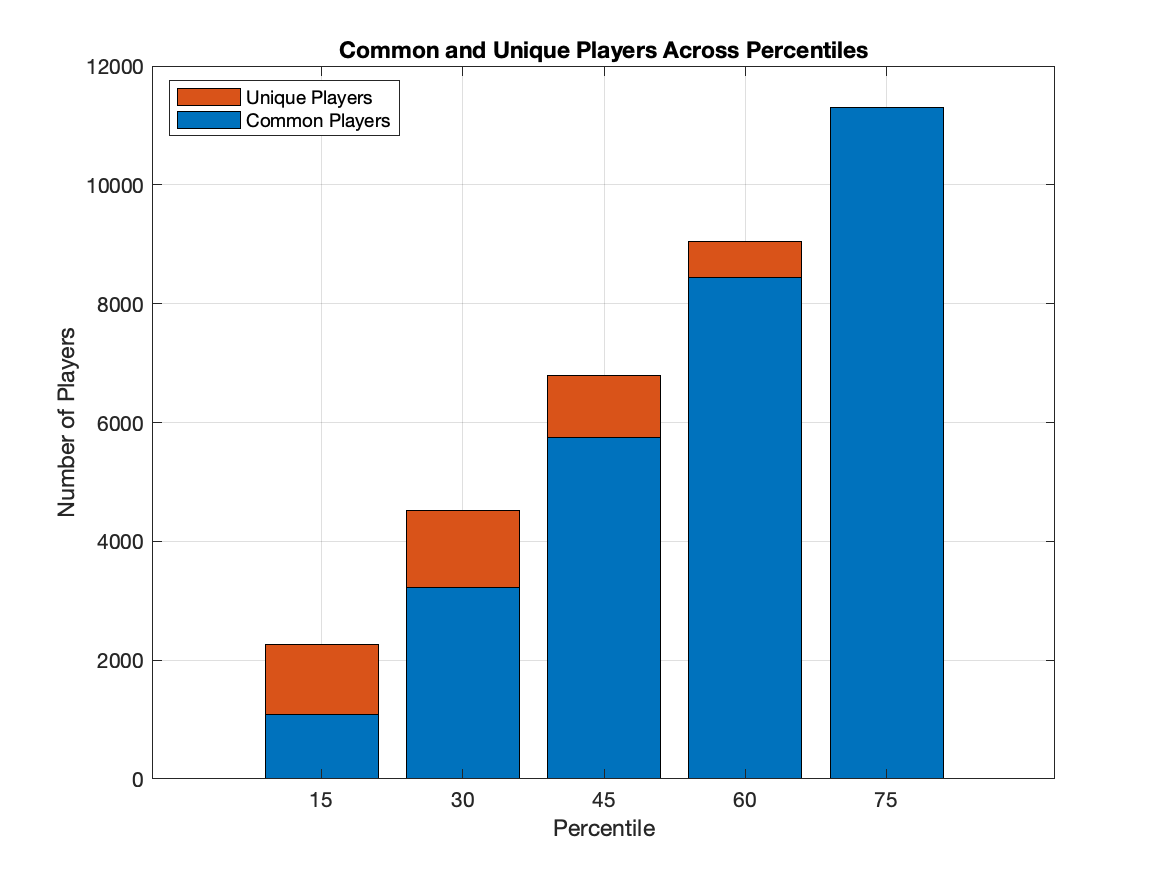 Common and Unique Players Across Percentiles
Unique Players
Common Players
12000
10000
8000
6000
4000
2000
0
Number of Players
15 30 45 60 75
Percentile